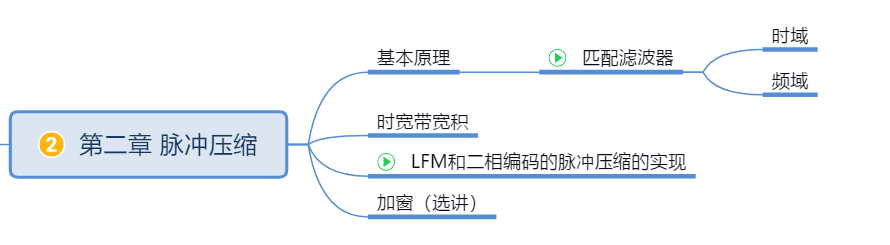 2 第二章 脉冲压缩
基本原理
匹配滤波器
时域
频域
时宽带宽积
LFM和二相编码的脉冲压缩的实现
加窗（选讲）